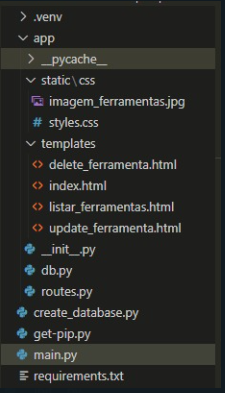 .venv
app
__pycache__
static\css
imagem_ferramentas.jpg
# styles.css
templates
<> delete_ferramenta.html
<> index.html
<> listar_ferramentas.html
<> update_ferramenta.html
__init__.py
db.py
routes.py
create_database.py
get-pip.py
main.py
requirements.txt